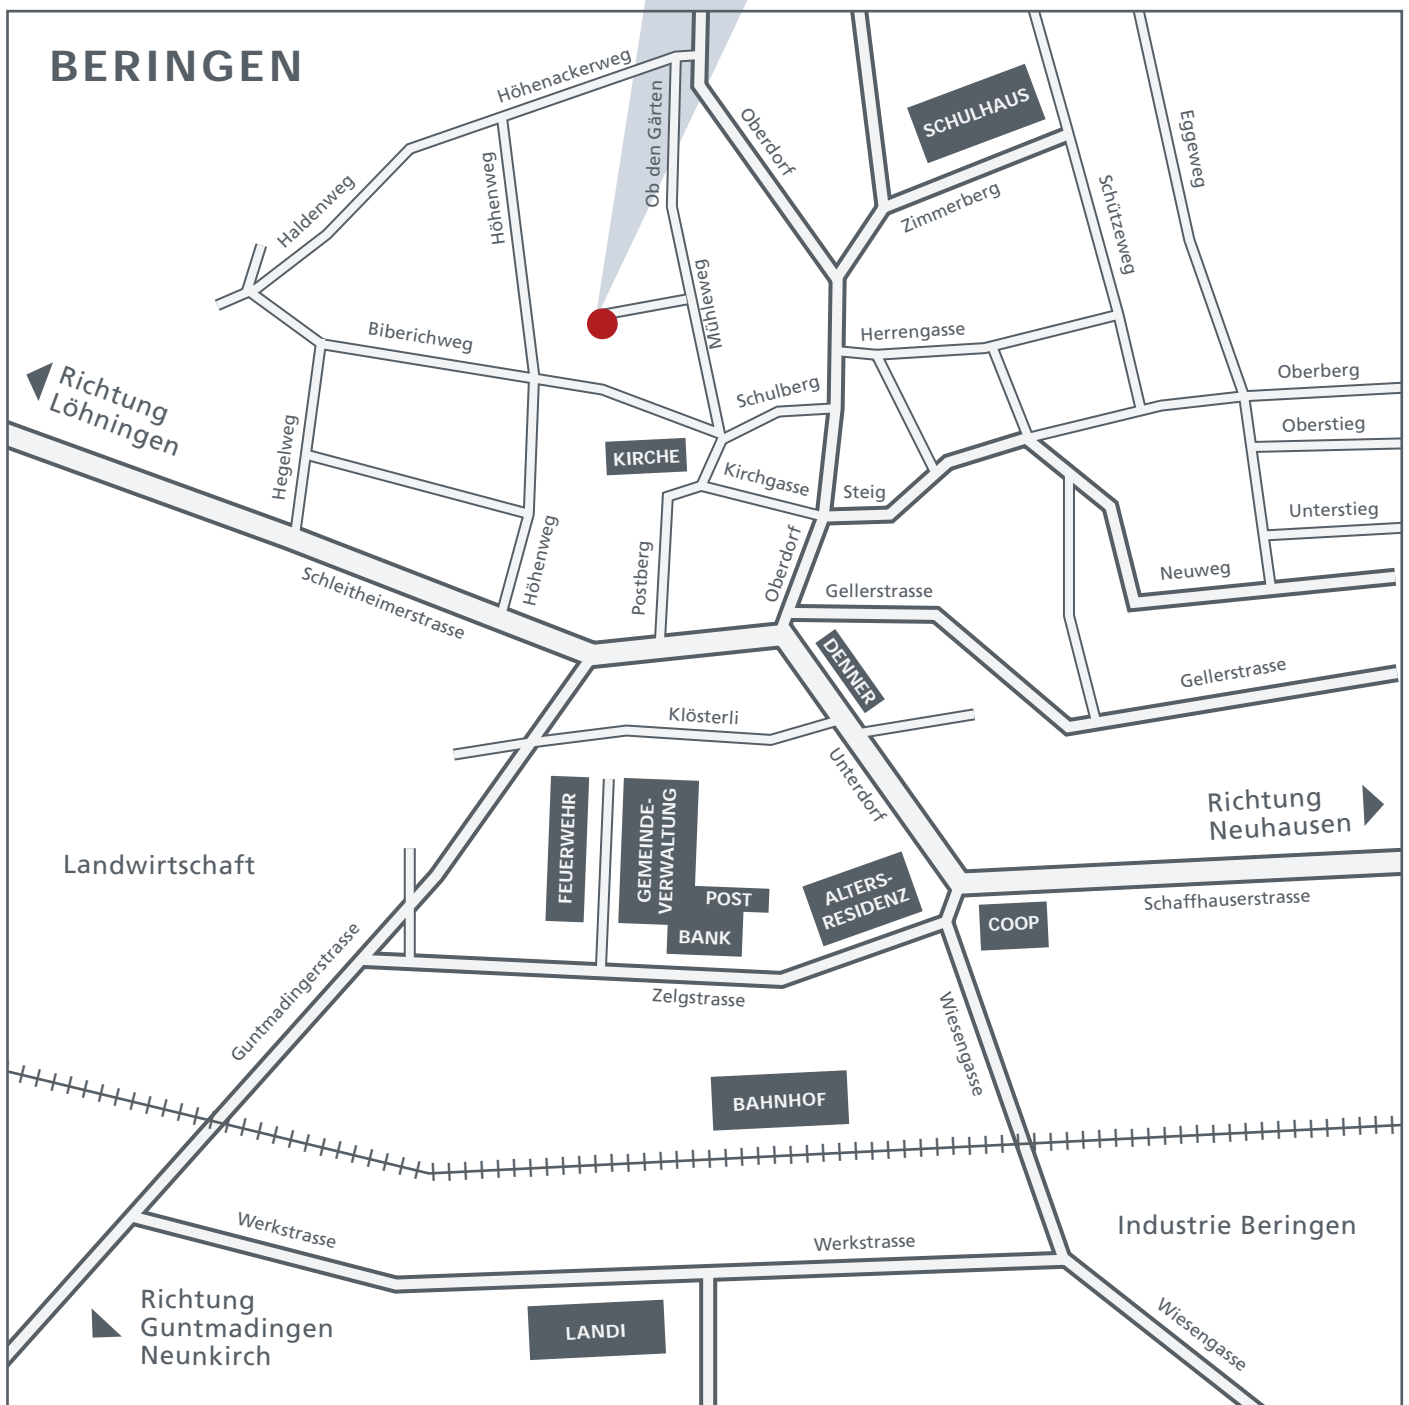 BERINGEN
Höhenackerweg
Ob den Gärten
Oberdorf
SCHULHAUS
Eggeweg
Haldenweg
Höhenweg
Zimmerberg
Schützeweg
Mühleweg
Biberichweg
Herrengasse
Richtung
Löhningen
Schulberg
Oberberg
Oberstieg
Hegelweg
KIRCHE
Kirchgasse
Steig
Unterstieg
Höhenweg
Postberg
Oberdorf
Neuweg
Schleitheimerstrasse
Gellerstrasse
DENNER
Gellerstrasse
Klösterli
Unterdorf
Richtung
Neuhausen
FEUERWEHR
GEMEINDE-
VERWALTUNG
POST
BANK
ALTERS-
RESIDENZ
Landwirtschaft
Schaffhauserstrasse
COOP
Guntmadingerstrasse
Zelgstrasse
Wiesengasse
BAHNHOF
Werkstrasse
Werkstrasse
Industrie Beringen
Richtung
Guntmadingen
Neunkirch
LANDI
Wiesengasse